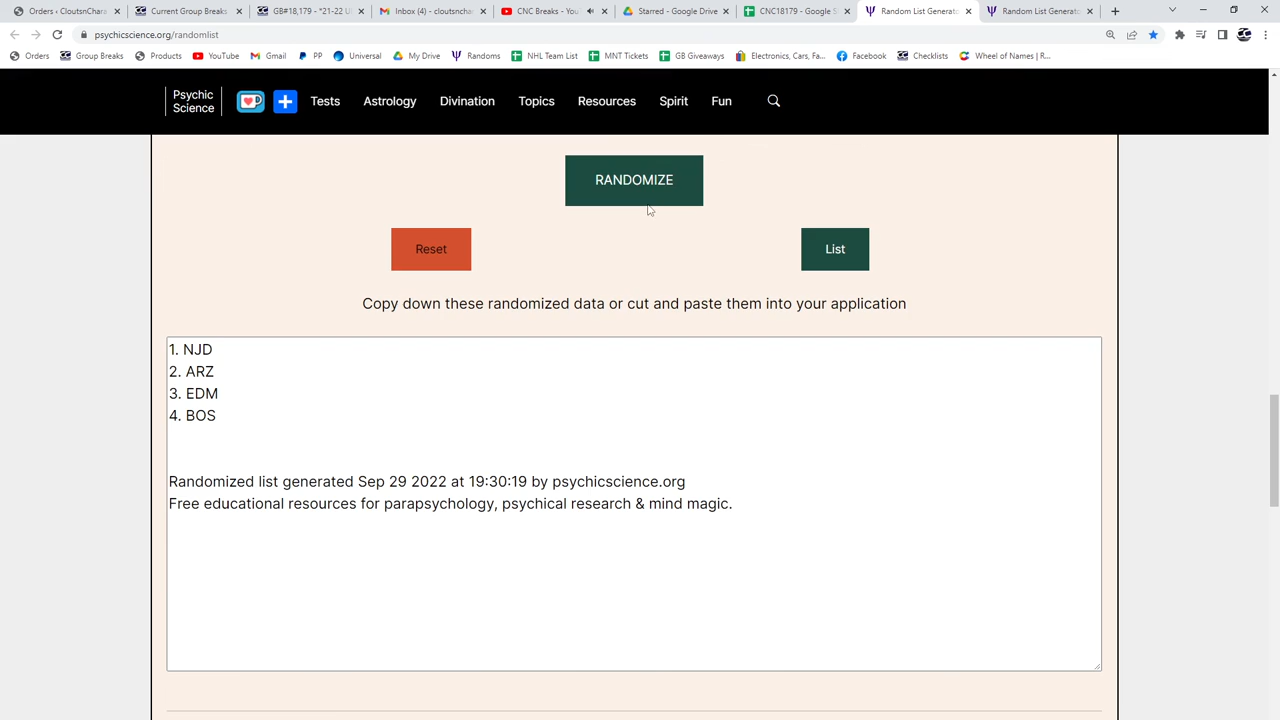 Orders ‹ CloutsnChara
Current Group Breaks
GB#18,179 - *21-22 U
Inbox (4) - cloutsnchar
CNC Breaks - You
Starred - Google Drive
CNC18179 - Google S
Random List Generato
Random List Generato
psychicscience.org/randomlist
Orders
Group Breaks
Products
YouTube
Gmail
PP
Universal
My Drive
Randoms
NHL Team List
MNT Tickets
GB Giveaways
Electronics, Cars, Fa...
Facebook
Checklists
Wheel of Names | R...
Psychic
Science
Tests
Astrology
Divination
Topics
Resources
Spirit
Fun
RANDOMIZE
Reset
List
Copy down these randomized data or cut and paste them into your application
1. NJD
2. ARZ
3. EDM
4. BOS
Randomized list generated Sep 29 2022 at 19:30:19 by psychicscience.org
Free educational resources for parapsychology, psychical research & mind magic.